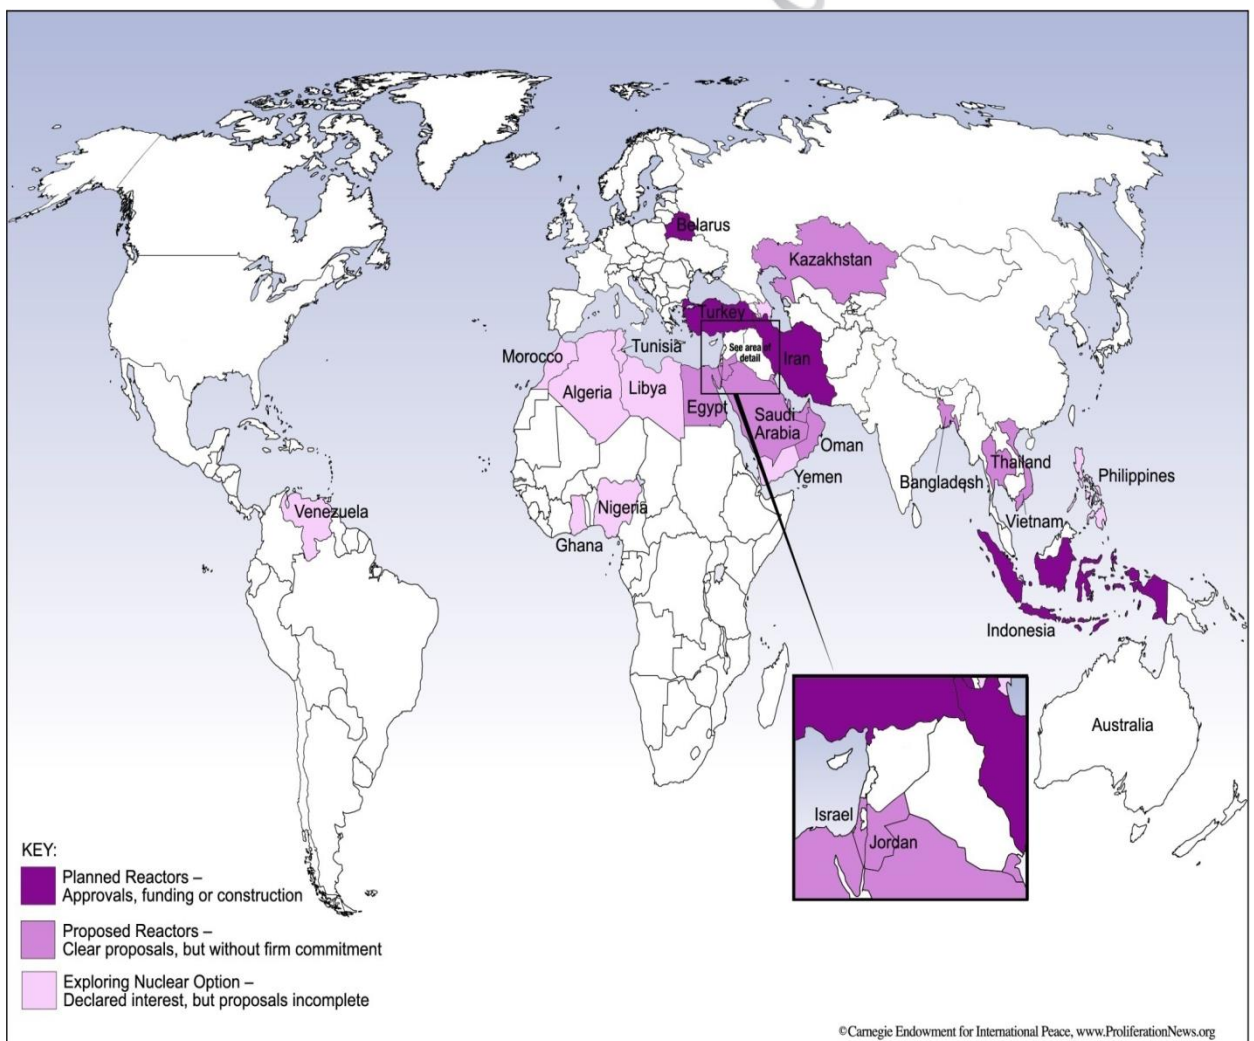 Belarus
Kazakhstan
Turkey
Morocco
Tunisia
See area of
detail
Iran
Algeria
Libya
Egypt
Saudi
Arabia
Oman
Yemen
Bangladesh
Thailand
Philippines
Vietnam
Venezuela
Nigeria
Ghana
Indonesia
Australia
Israel
Jordan
KEY:
Planned Reactors –
Approvals, funding or construction
Proposed Reactors –
Clear proposals, but without firm commitment
Exploring Nuclear Option –
Declared interest, but proposals incomplete
©Carnegie Endowment for International Peace, www.ProliferationNews.org